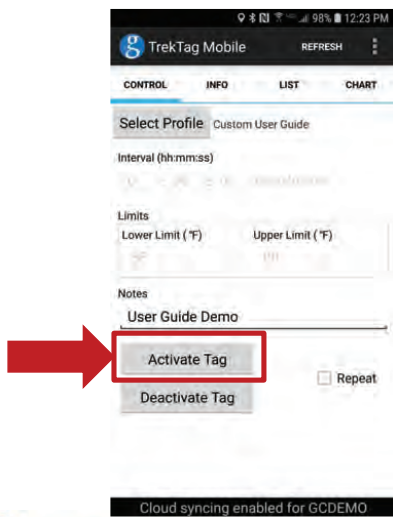 98% 12:23 PM
g TrekTag Mobile REFRESH
CONTROL INFO LIST CHART
Select Profile Custom User Guide
Interval (hh:mm:ss)
Limits
Lower Limit (°F) Upper Limit (°F)
Notes
User Guide Demo
Activate Tag
Repeat
Deactivate Tag
Cloud syncing enabled for GCDEMO